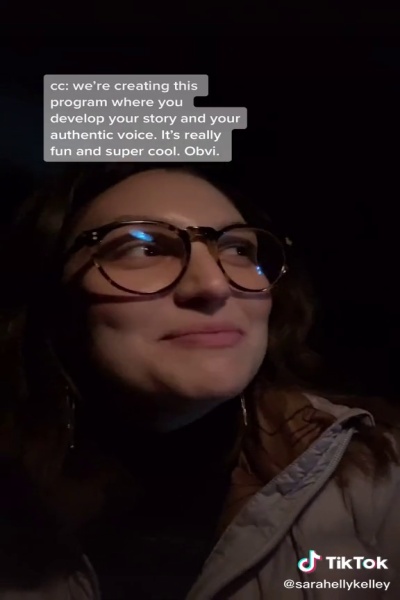 cc: we're creating this
program where you
develop your story and your
authentic voice. It's really
fun and super cool. Obvi.
TikTok
@sarahellykelley